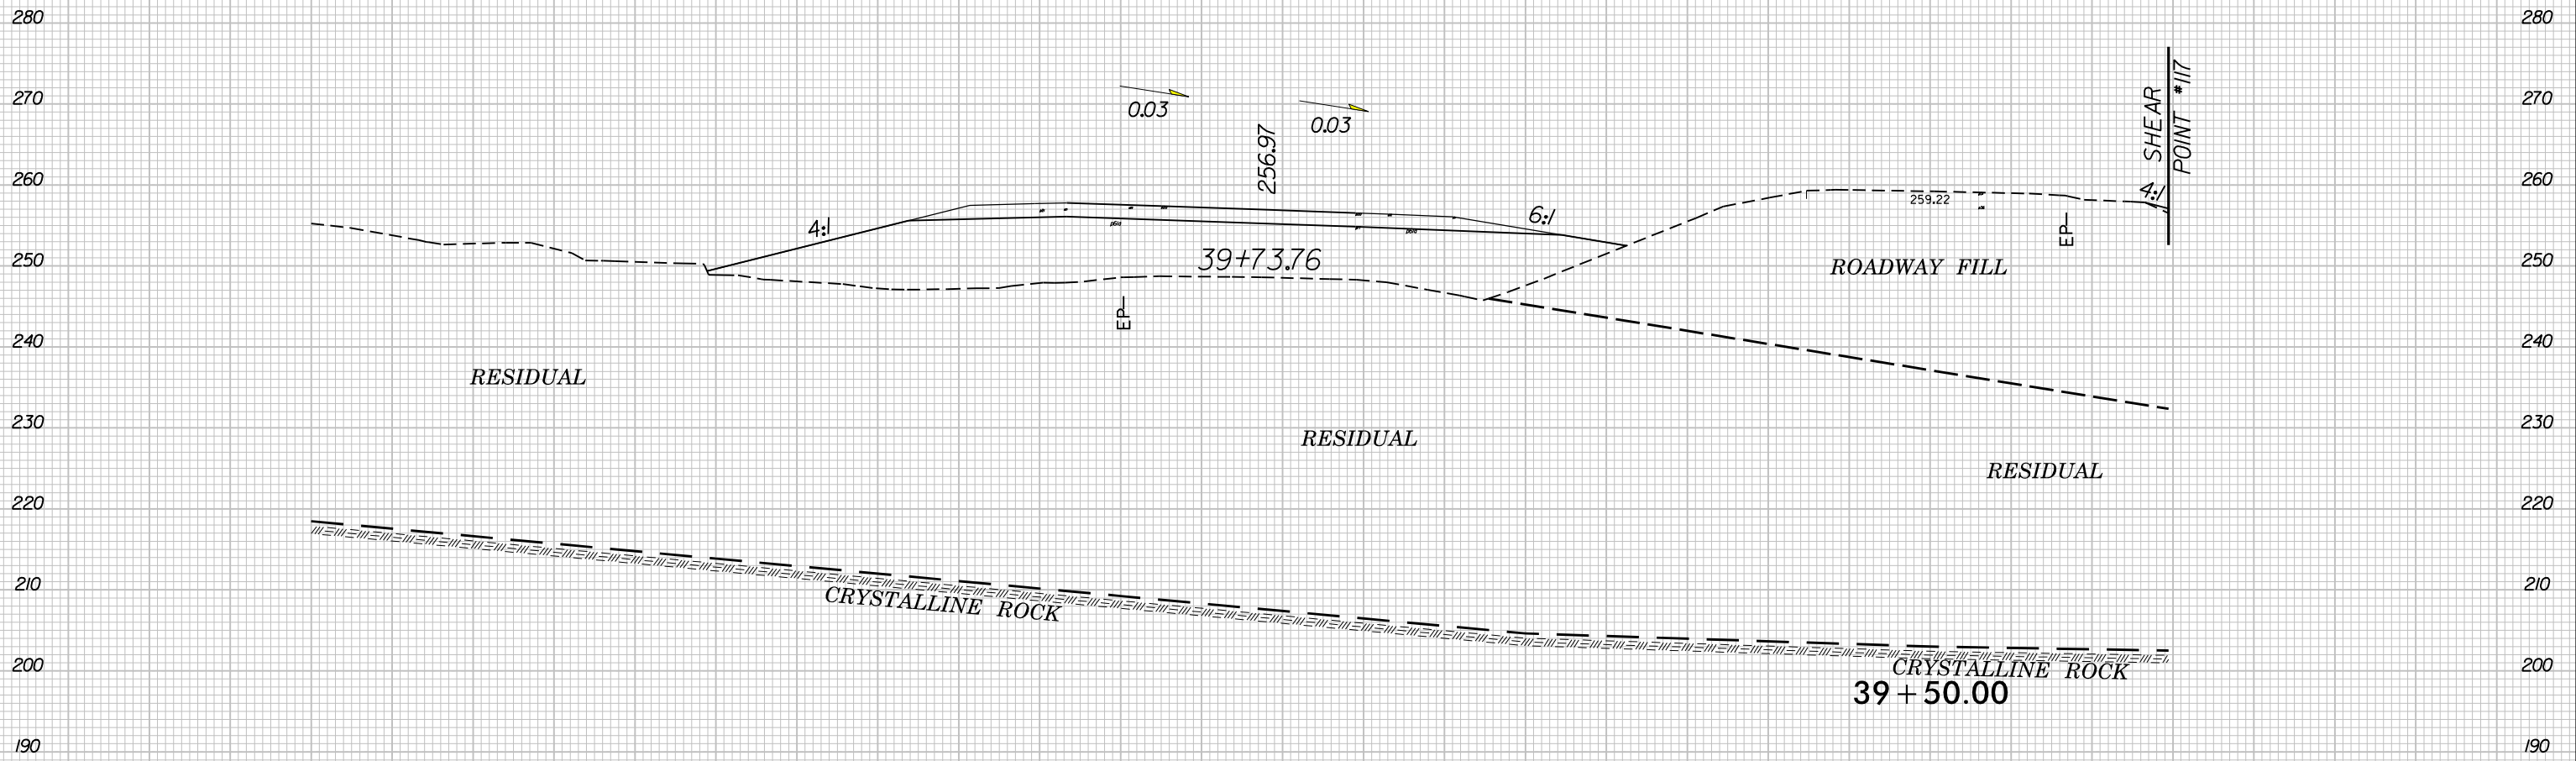 280 280
270 270
0.03
0.03
SHEAR
POINT #117
256.97
260 260
4:1
259.22
6:1
4:1
EP
250 250
39+73.76
ROADWAY FILL
EP
240 240
RESIDUAL
230 230
RESIDUAL
RESIDUAL
220 220
210 210
CRYSTALLINE ROCK
200 200
CRYSTALLINE ROCK
39+50.00
190 190